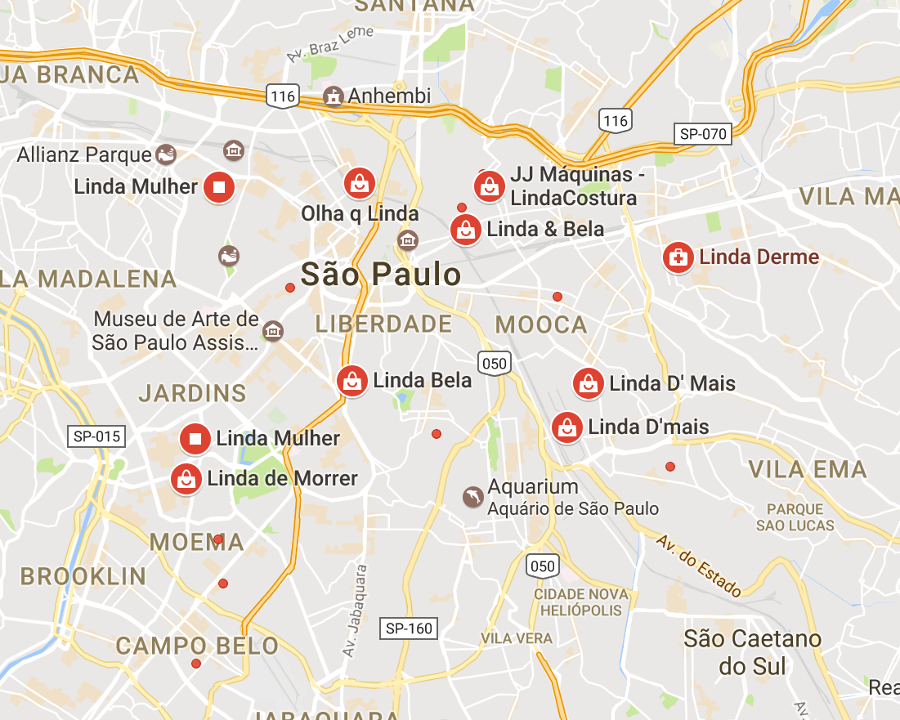 SANTANA
Av. Braz Leme
UA BRANCA
116
Anhembi
116
SP-070
Allianz Parque
Linda Mulher
JJ Máquinas -
LindaCostura
VILA MA
Olha q Linda
Linda & Bela
Linda Derme
LA MADALENA
São Paulo
Museu de Arte de
São Paulo Assis...
LIBERDADE
MOOCA
050
Linda Bela
Linda D' Mais
JARDINS
Linda D'mais
SP-015
Linda Mulher
Linda de Morrer
VILA EMA
Aquarium
Aquário de São Paulo
PARQUE
SAO LUCAS
MOEMA
Av. do Estado
BROOKLIN
050
CIDADE NOVA
HELIÓPOLIS
Av. Jabaquara
SP-160
VILA VERA
CAMPO BELO
São Caetano
do Sul
Rea
JABAQUARA
Av